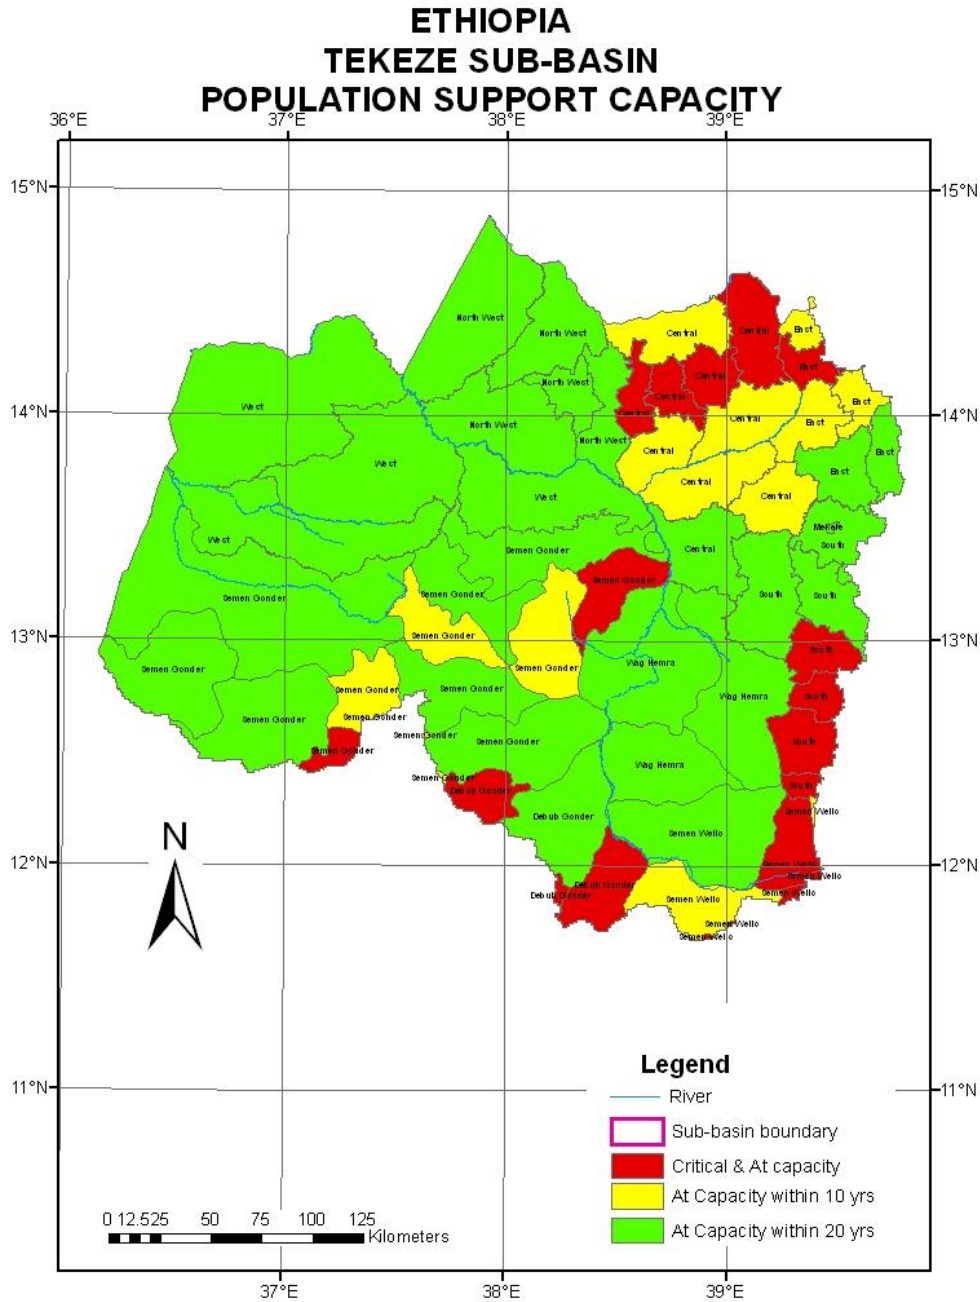 ETHIOPIA
TEKEZE SUB-BASIN
POPULATION SUPPORT CAPACITY
36°E 37°E 38°E 39°E
15°N 15°N
North West
Central
East
North West
Central
East
North West
Central
Central
East
West
Central
14°N 14°N
Central
East
North West
North West
Central
East
West
Central
East
Central
Central
West
Mekele
West
South
Semen Gonder
Central
Semen Gonder
Semen Gonder
South
South
Semen Gonder
13°N 13°N
Semen Gonder
South
Wag Hemra
Semen Gonder
Semen Gonder
Semen Gonder
Semen Gonder
Wag Hemra
South
Semen Gonder
Semen Gonder
Semen Gonder
Semen Gonder
South
Semen Gonder
Wag Hemra
Semen Gonder
South
Debub Gonder
Semen Wello
Debub Gonder
Semen Wello
12°N 12°N
Semen Wello
Semen Wello
Debub Gonder
Debub Gonder
Semen Wello
Semen Wello
Semen Wello
Semen Wello
N
Legend
11°N 11°N
River
Sub-basin boundary
Critical & At capacity
At Capacity within 10 yrs
At Capacity within 20 yrs
0 12.525 50 75 100 125
Kilometers
37°E 38°E 39°E